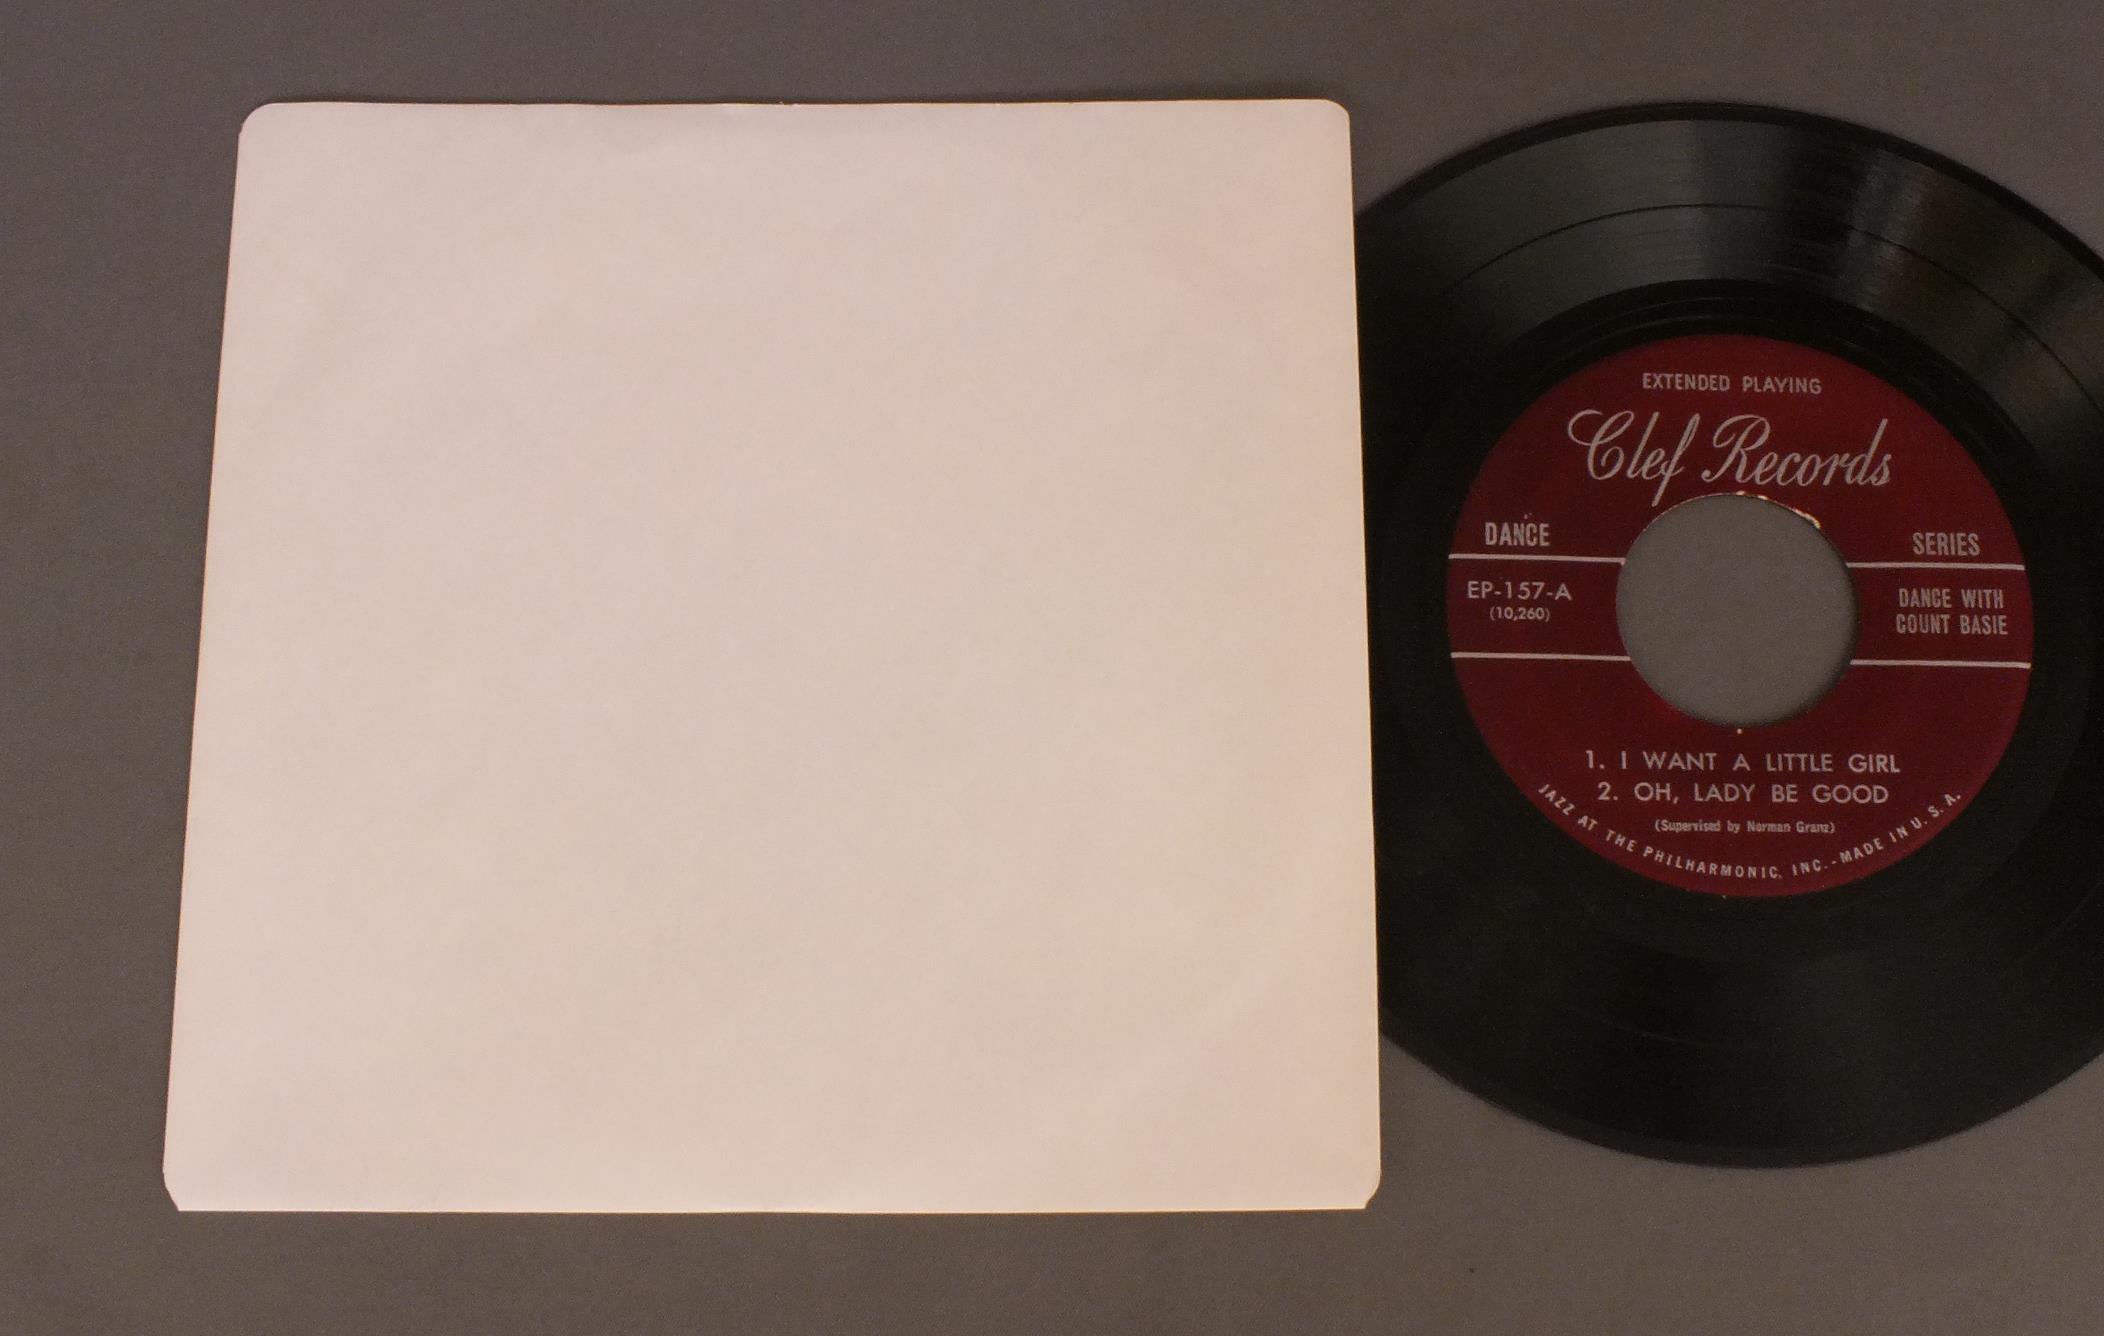 EXTENDED PLAYING
Clef Records
DANCE SERIES
EP-157-A
(10,260)
DANCE WITH
COUNT BASIE
1. I WANT A LITTLE GIRL
2. OH, LADY BE GOOD
(Supervised by Norman Granz)
JAZZ AT THE PHILHARMONIC, INC.-MADE IN U.S.A.